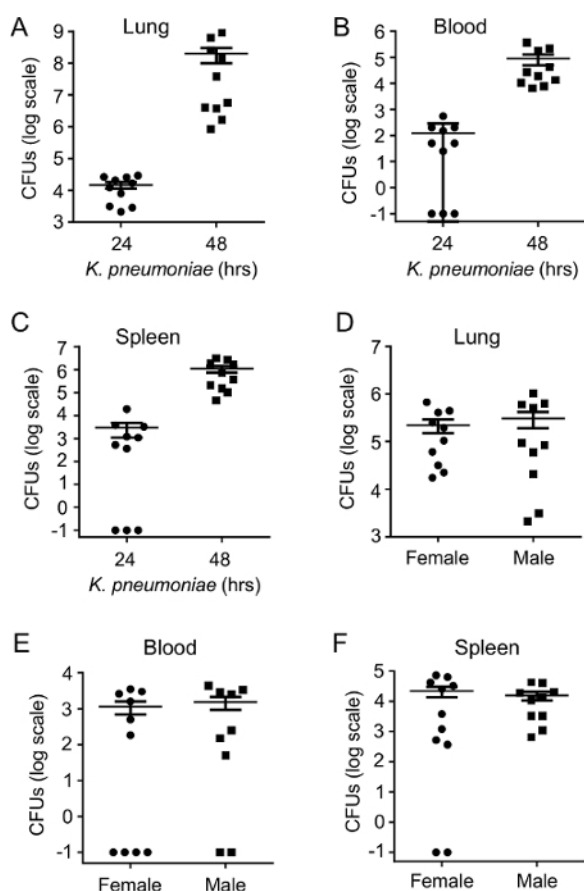 A
Lung
CFUs (log scale)
9
8
7
6
5
4
3
24 48
K. pneumoniae (hrs)
B
Blood
CFUs (log scale)
6
5
4
3
2
1
0
-1
24 48
K. pneumoniae (hrs)
C
Spleen
CFUs (log scale)
7
6
5
4
3
2
1
0
-1
24 48
K. pneumoniae (hrs)
D
Lung
CFUs (log scale)
7
6
5
4
3
Female Male
E
Blood
CFUs (log scale)
4
3
2
1
0
-1
Female Male
F
Spleen
CFUs (log scale)
5
4
3
2
1
0
-1
Female Male